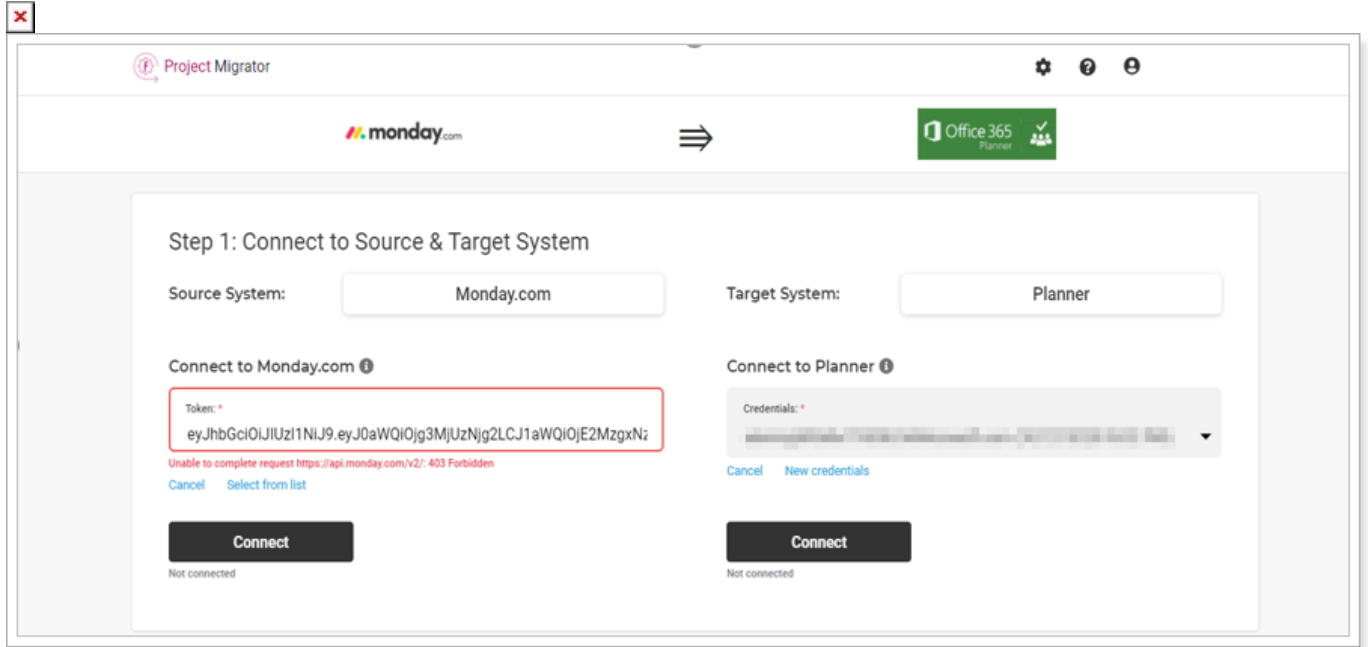 Project Migrator
monday.com
Office 365
Planner
Step 1: Connect to Source & Target System
Source System:
Monday.com
Target System:
Planner
Connect to Monday.com
Token: *
eyJhbGciOiJIUzI1NiJ9.eyJ0aWQiOjg3MjUzNjg2LCJ1aWQiOjE2MzgxNz
Unable to complete request https://api.monday.com/v2/: 403 Forbidden
Cancel Select from list
Connect
Not connected
Connect to Planner
Credentials: *
Cancel New credentials
Connect
Not connected